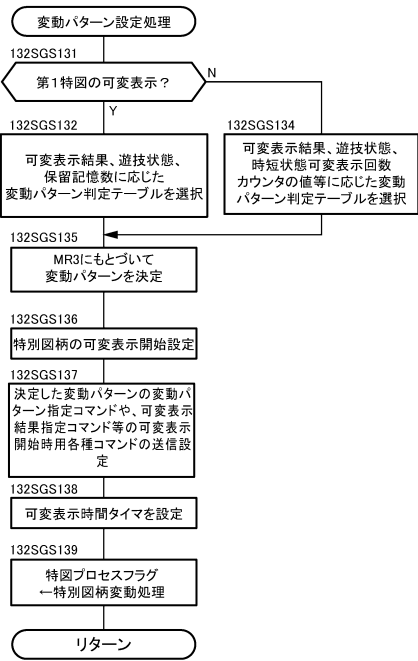 変動パターン設定処理
132SGS131
第1特図の可変表示？
N
Y
132SGS132
可変表示結果、遊技状態、
保留記憶数に応じた
変動パターン判定テーブルを選択
132SGS134
可変表示結果、遊技状態、
時短状態可変表示回数
カウンタの値等に応じた変動
パターン判定テーブルを選択
132SGS135
MR3にもとづいて
変動パターンを決定
132SGS136
特別図柄の可変表示開始設定
132SGS137
決定した変動パターンの変動パ
ターン指定コマンドや、可変表示
結果指定コマンド等の可変表示
開始時用各種コマンドの送信設
定
132SGS138
可変表示時間タイマを設定
132SGS139
特図プロセスフラグ
←特別図柄変動処理
リターン